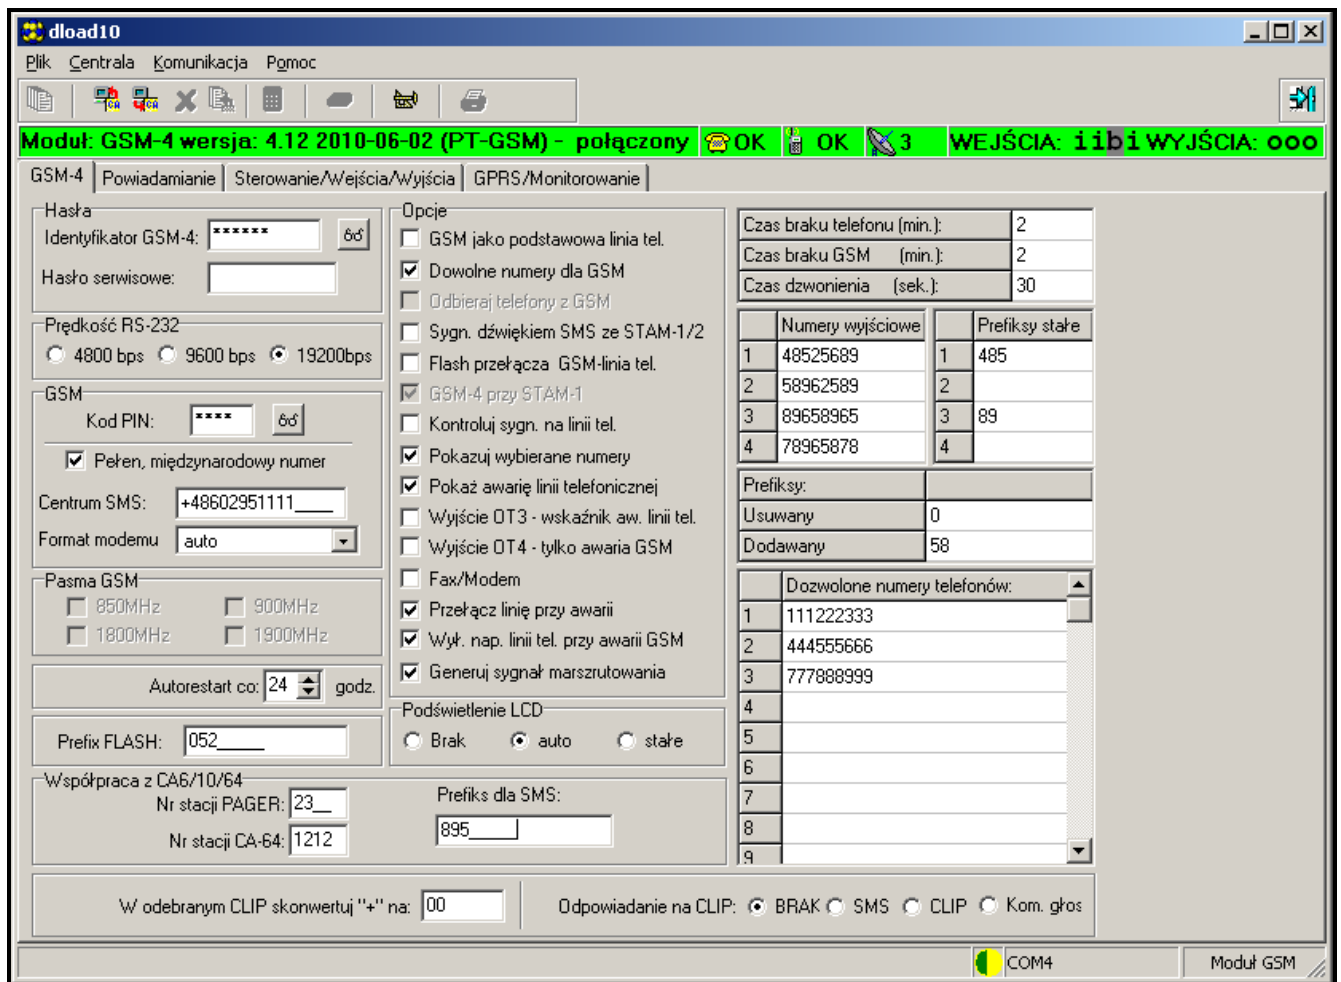 dload10
Plik Centrala Komunikacja Pomoc
Moduł: GSM-4 wersja: 4.12 2010-06-02 (PT-GSM) - połączony OK OK 3 WEJŚCIA: iibi WYJŚCIA: ooo
GSM-4 Powiadamianie Sterowanie/Wejścia/Wyjścia GPRS/Monitorowanie
Hasła
Identyfikator GSM-4: ******
Hasło serwisowe:
Prędkość RS-232
4800 bps 9600 bps 19200bps
GSM
Kod PIN: ****
Pełen, międzynarodowy numer
Centrum SMS: +48602951111____
Format modemu auto
Pasma GSM
850MHz 900MHz
1800MHz 1900MHz
Autorestart co: 24 godz.
Prefix FLASH: 052_____
Opcje
GSM jako podstawowa linia tel.
Dowolne numery dla GSM
Odbieraj telefony z GSM
Sygn. dźwiękiem SMS ze STAM-1/2
Flash przełącza GSM-linia tel.
GSM-4 przy STAM-1
Kontroluj sygn. na linii tel.
Pokazuj wybierane numery
Pokaż awarię linii telefonicznej
Wyjście OT3 - wskaźnik aw. linii tel.
Wyjście OT4 - tylko awaria GSM
Fax/Modem
Przełącz linię przy awarii
Wył. nap. linii tel. przy awarii GSM
Generuj sygnał marszrutowania
Podświetlenie LCD
Brak auto stałe
Współpraca z CA6/10/64
Nr stacji PAGER: 23__
Nr stacji CA-64: 1212
Prefiks dla SMS:
895_____
Czas braku telefonu (min.): 2
Czas braku GSM (min.): 2
Czas dzwonienia (sek.): 30
Numery wyjściowe
1 48525689
2 58962589
3 89658965
4 78965878
Prefiksy stałe
1 485
2
3 89
4
Prefiksy:
Usuwany 0
Dodawany 58
Dozwolone numery telefonów:
1 111222333
2 444555666
3 777888999
4
5
6
7
8
9
W odebranym CLIP skonwertuj "+" na: 00
Odpowiadanie na CLIP: BRAK SMS CLIP Kom. głos
COM4 Moduł GSM